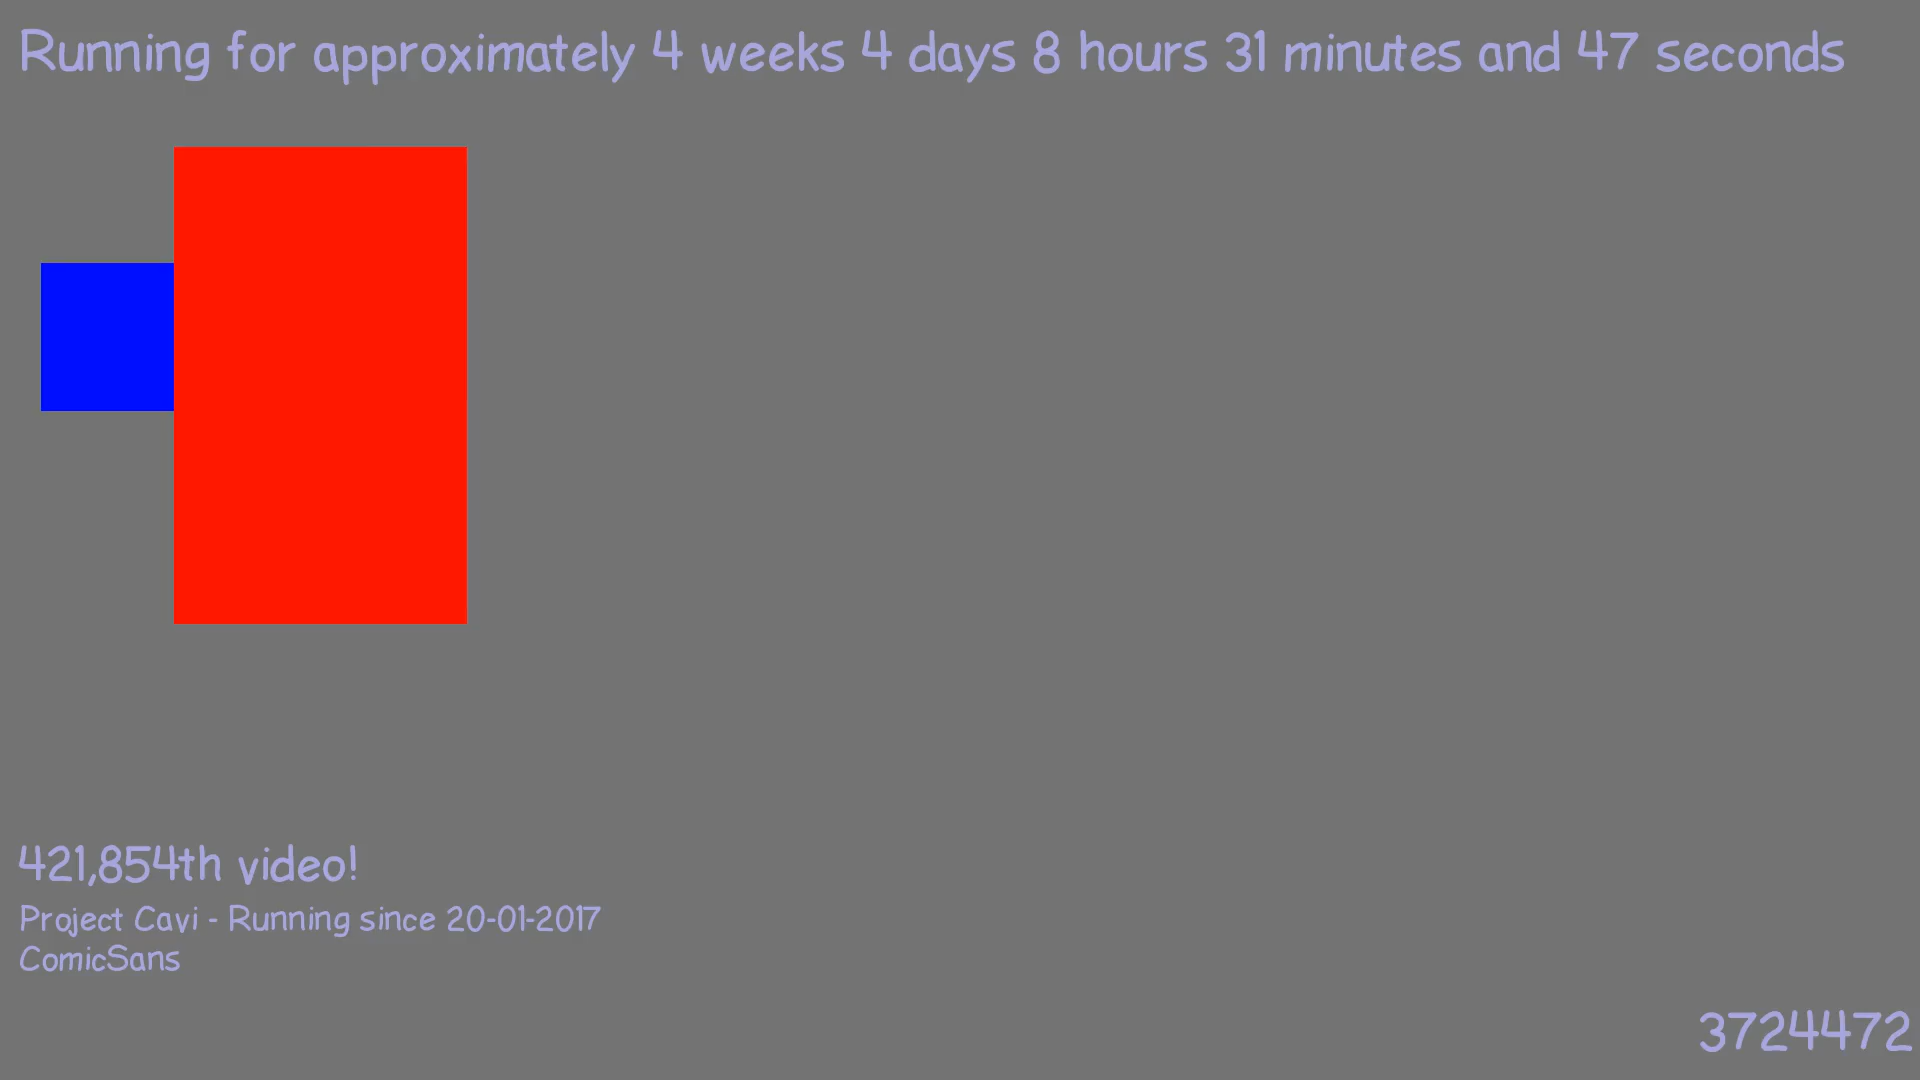 Running for approximately 4 weeks 4 days 8 hours 31 minutes and 47 seconds
421,854th video!
Project Cavi - Running since 20-01-2017
ComicSans
3724472